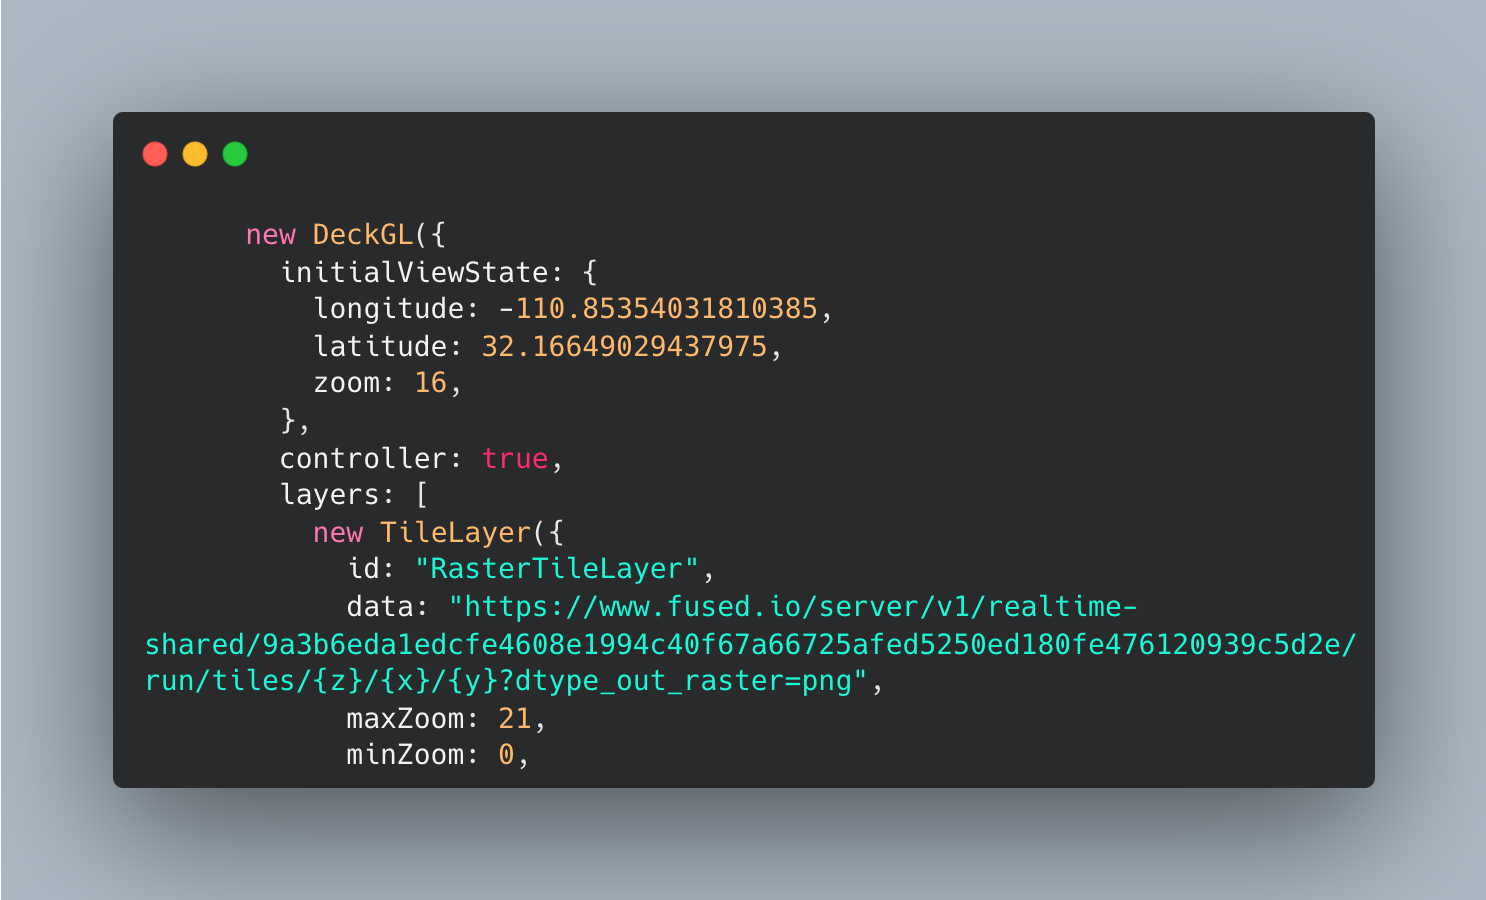 new DeckGL({
initialViewState: {
longitude: -110.85354031810385,
latitude: 32.16649029437975,
zoom: 16,
},
controller: true,
layers: [
new TileLayer({
id: "RasterTileLayer",
data: "https://www.fused.io/server/v1/realtime-
shared/9a3b6eda1edcfe4608e1994c40f67a66725afed5250ed180fe476120939c5d2e/
run/tiles/{z}/{x}/{y}?dtype_out_raster=png",
maxZoom: 21,
minZoom: 0,